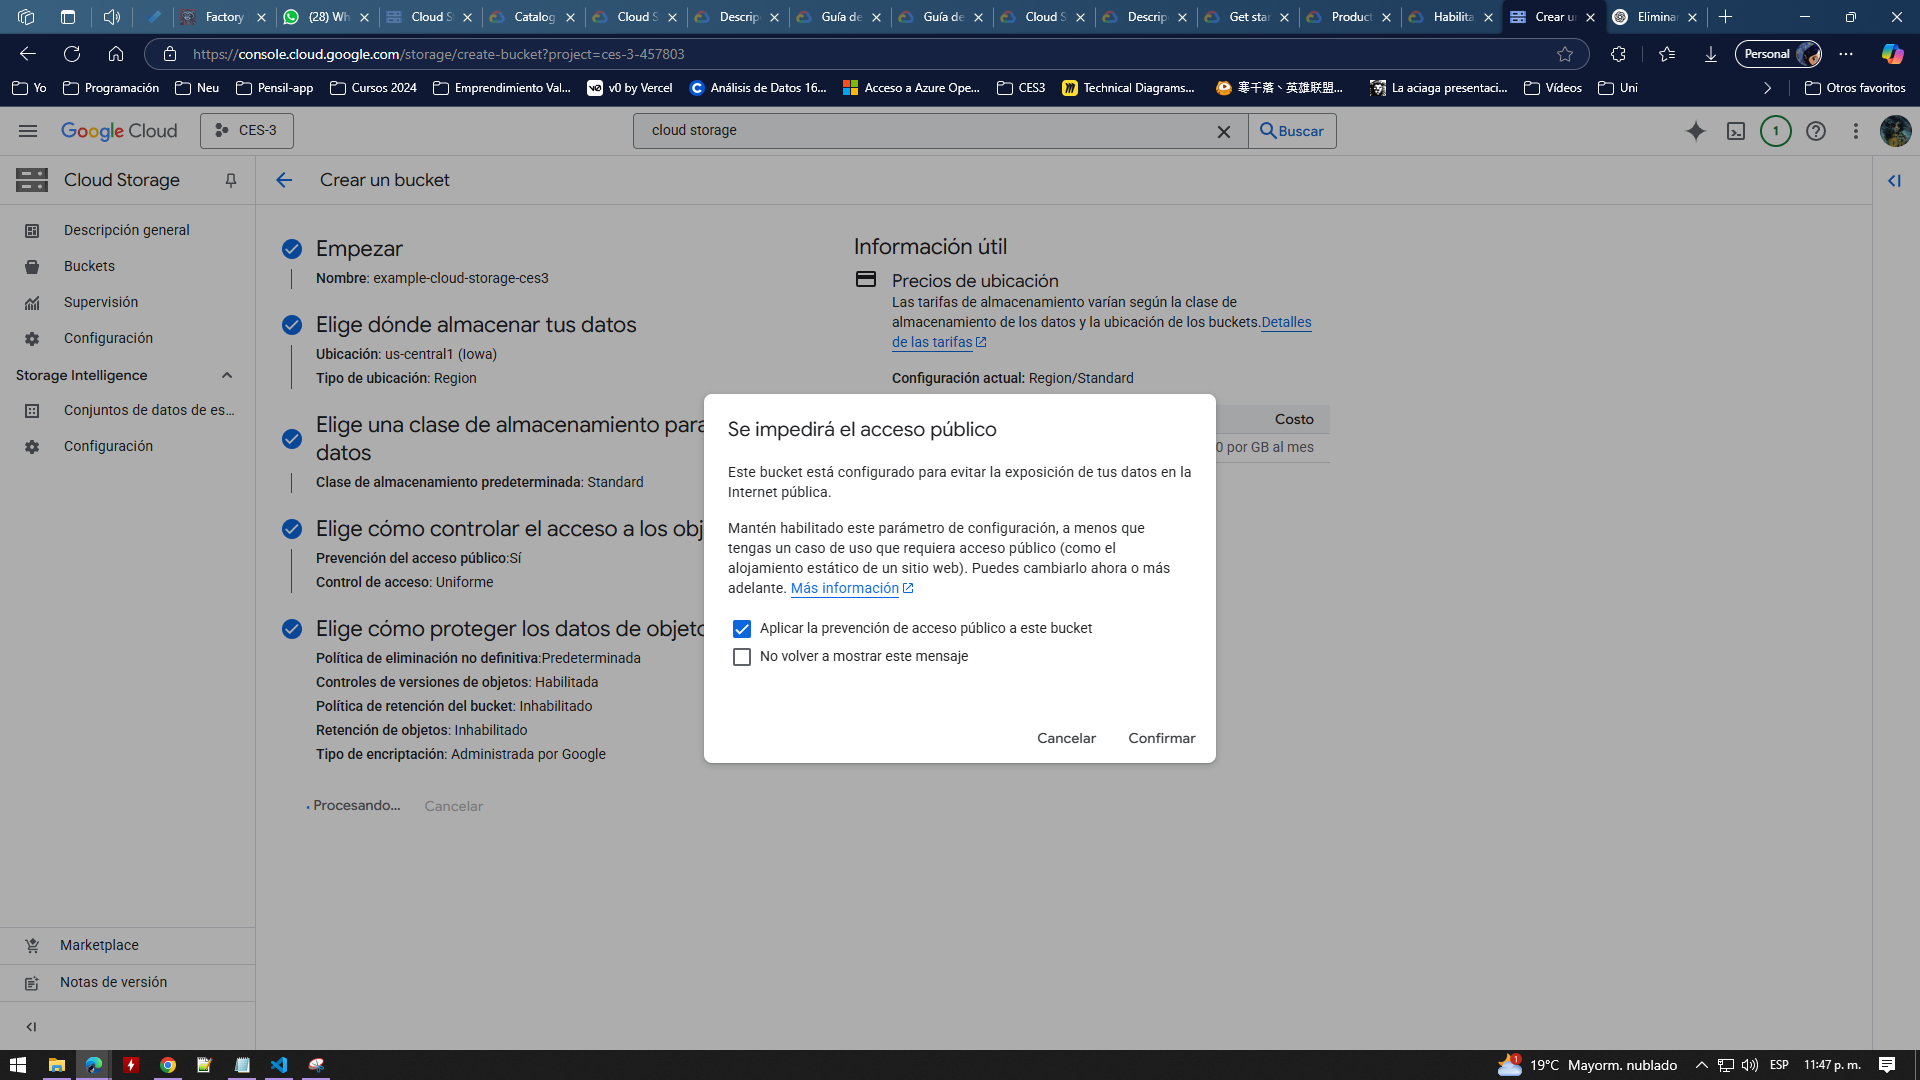 Factory
(28) Wh
Cloud S
Catalog
Cloud S
Descrip
Guía de
Guía de
Cloud S
Descrip
Get star
Product
Habilita
Crear u
Elimina
https://console.cloud.google.com/storage/create-bucket?project=ces-3-457803
Personal
Yo
Programación
Neu
Pensil-app
Cursos 2024
Emprendimiento Val...
v0 by Vercel
Análisis de Datos 16...
Acceso a Azure Ope...
CES3
Technical Diagrams...
寒千落丶英雄联盟...
La aciaga presentaci...
Vídeos
Uni
Otros favoritos
Google Cloud
CES-3
cloud storage
Buscar
1
Cloud Storage
Crear un bucket
Descripción general
Buckets
Supervisión
Configuración
Storage Intelligence
Conjuntos de datos de es...
Configuración
Marketplace
Notas de versión
Empezar
Nombre: example-cloud-storage-ces3
Elige dónde almacenar tus datos
Ubicación: us-central1 (Iowa)
Tipo de ubicación: Region
Elige una clase de almacenamiento para
datos
Clase de almacenamiento predeterminada: Standard
Elige cómo controlar el acceso a los obj
Prevención del acceso público:Sí
Control de acceso: Uniforme
Elige cómo proteger los datos de objeto
Política de eliminación no definitiva:Predeterminada
Controles de versiones de objetos: Habilitada
Política de retención del bucket: Inhabilitado
Retención de objetos: Inhabilitado
Tipo de encriptación: Administrada por Google
Procesando...
Cancelar
Información útil
Precios de ubicación
Las tarifas de almacenamiento varían según la clase de
almacenamiento de los datos y la ubicación de los buckets.Detalles
de las tarifas
Configuración actual: Region/Standard
Costo
0 por GB al mes
Se impedirá el acceso público
Este bucket está configurado para evitar la exposición de tus datos en la
Internet pública.
Mantén habilitado este parámetro de configuración, a menos que
tengas un caso de uso que requiera acceso público (como el
alojamiento estático de un sitio web). Puedes cambiarlo ahora o más
adelante. Más información
Aplicar la prevención de acceso público a este bucket
No volver a mostrar este mensaje
Cancelar
Confirmar
1
19°C Mayorm. nublado
ESP
11:47 p. m.